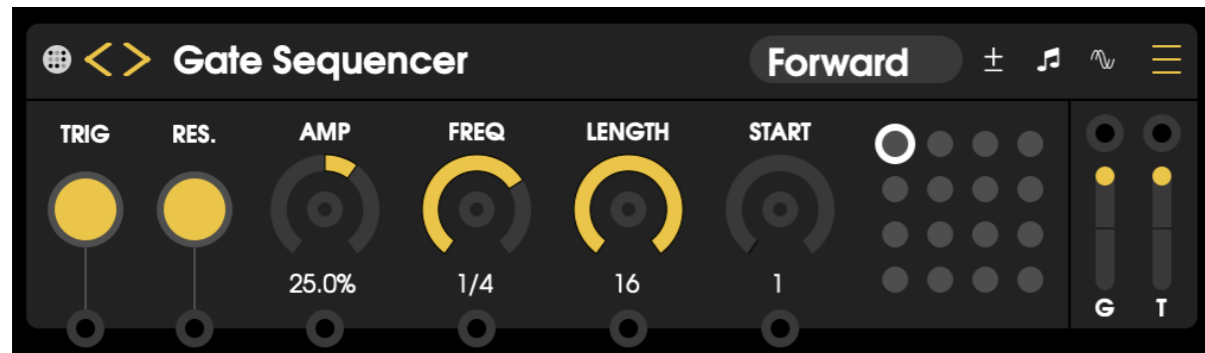 Gate Sequencer Forward ±
TRIG RES. AMP FREQ LENGTH START
25.0% 1/4 16 1
G T